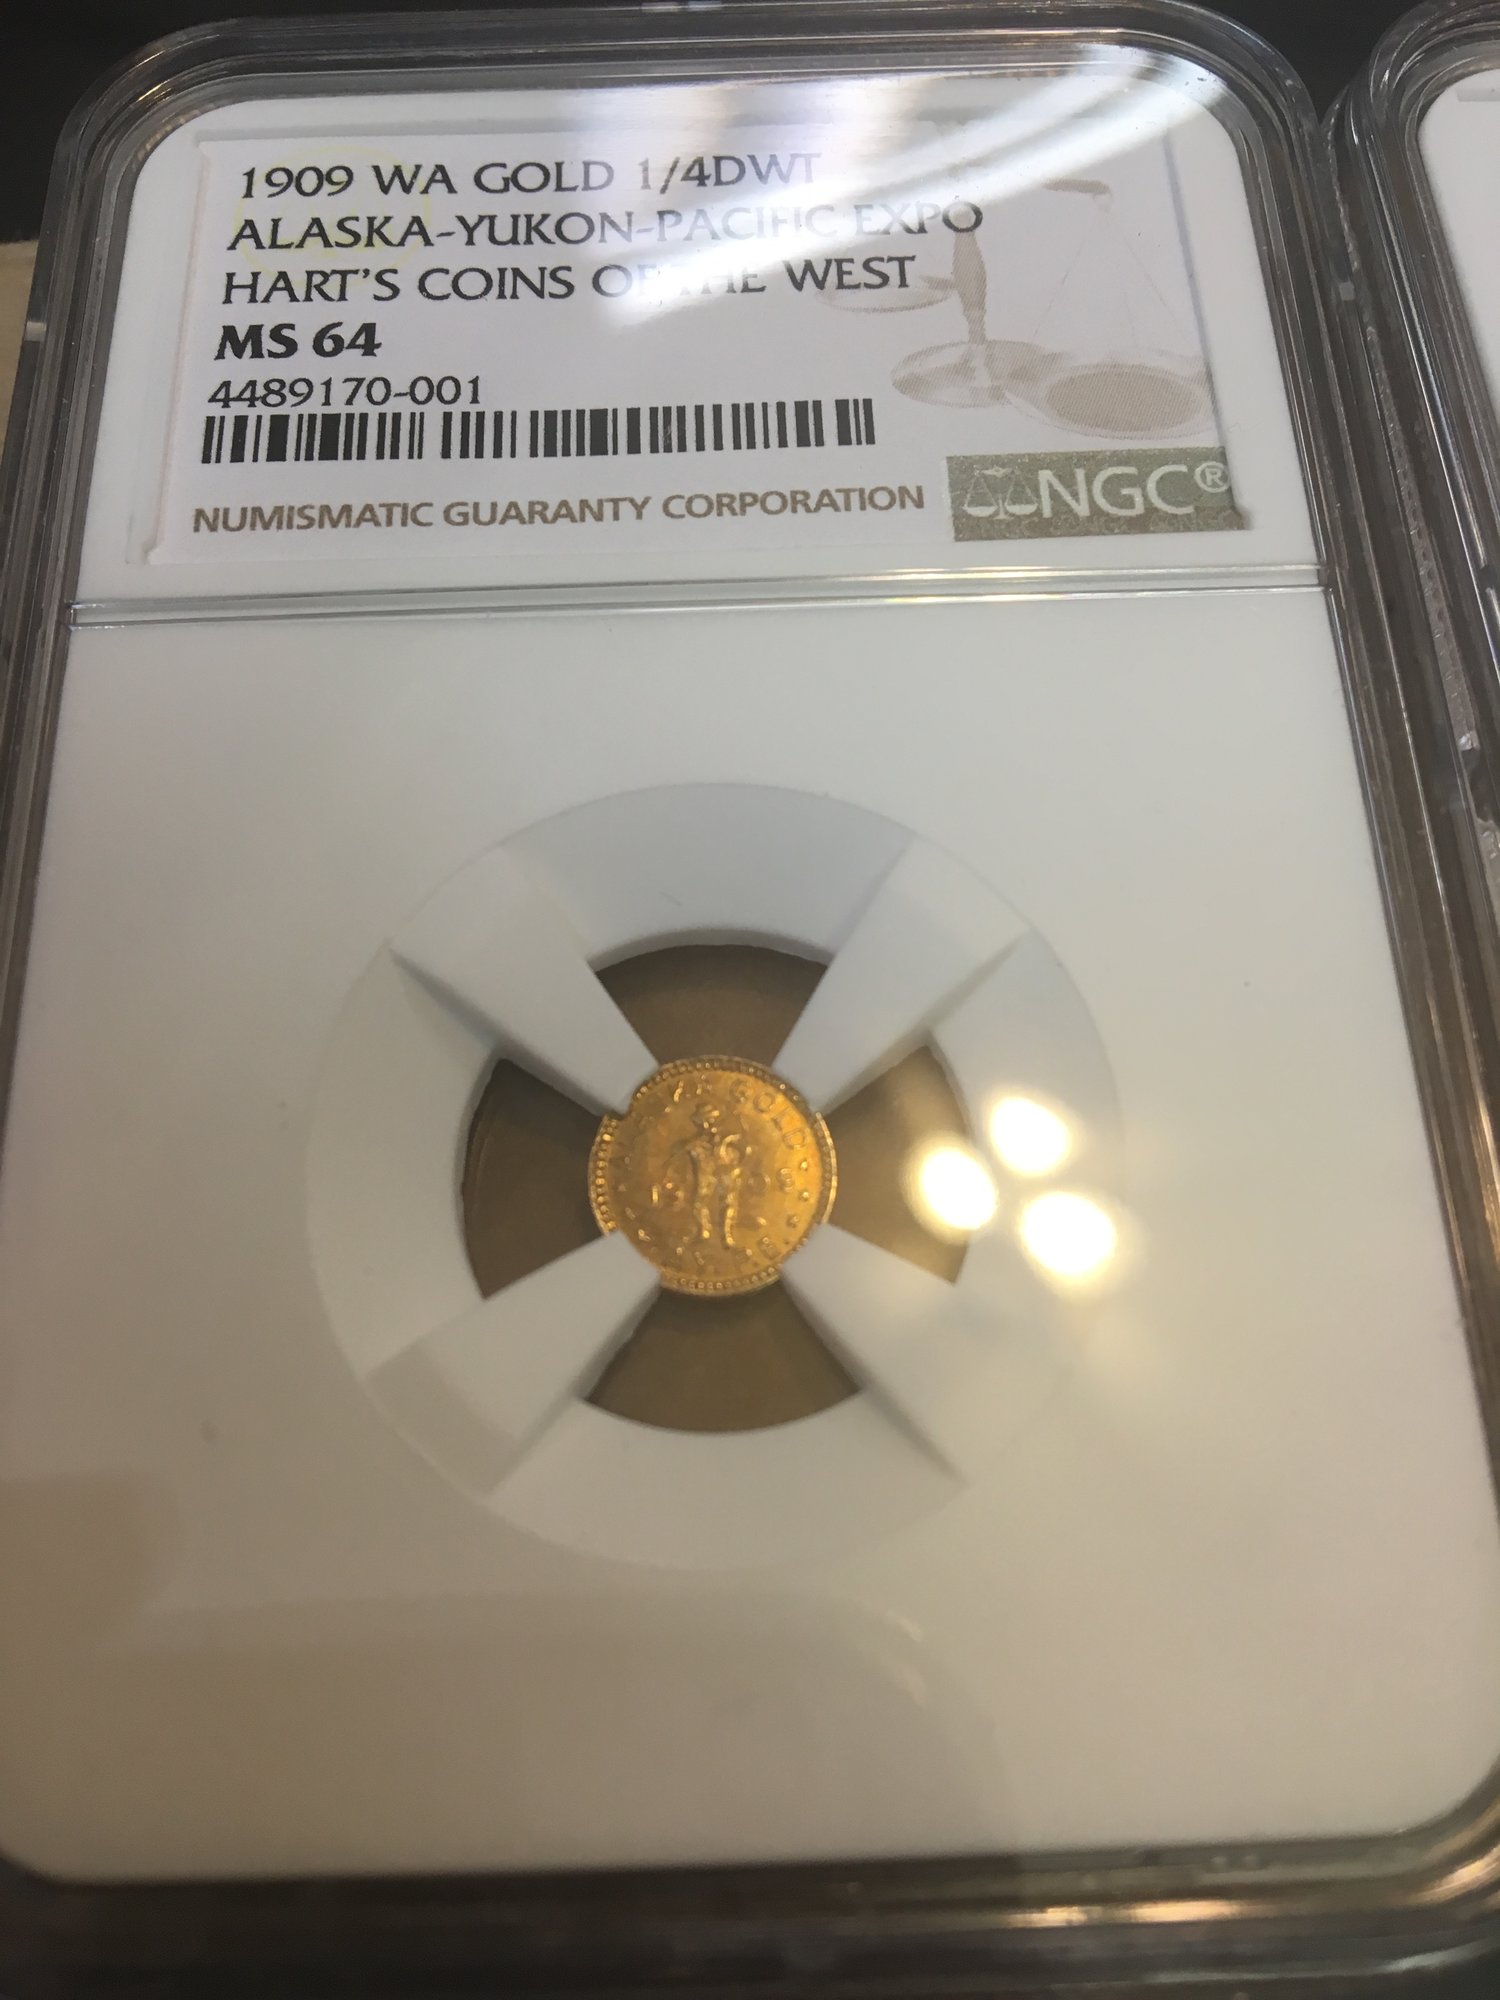 1909 WA GOLD 1/4DWT
ALASKA-YUKON-PACIFIC EXPO
HART'S COINS OF THE WEST
MS 64
4489170-001
NUMISMATIC GUARANTY CORPORATION
NGC®
GOLD